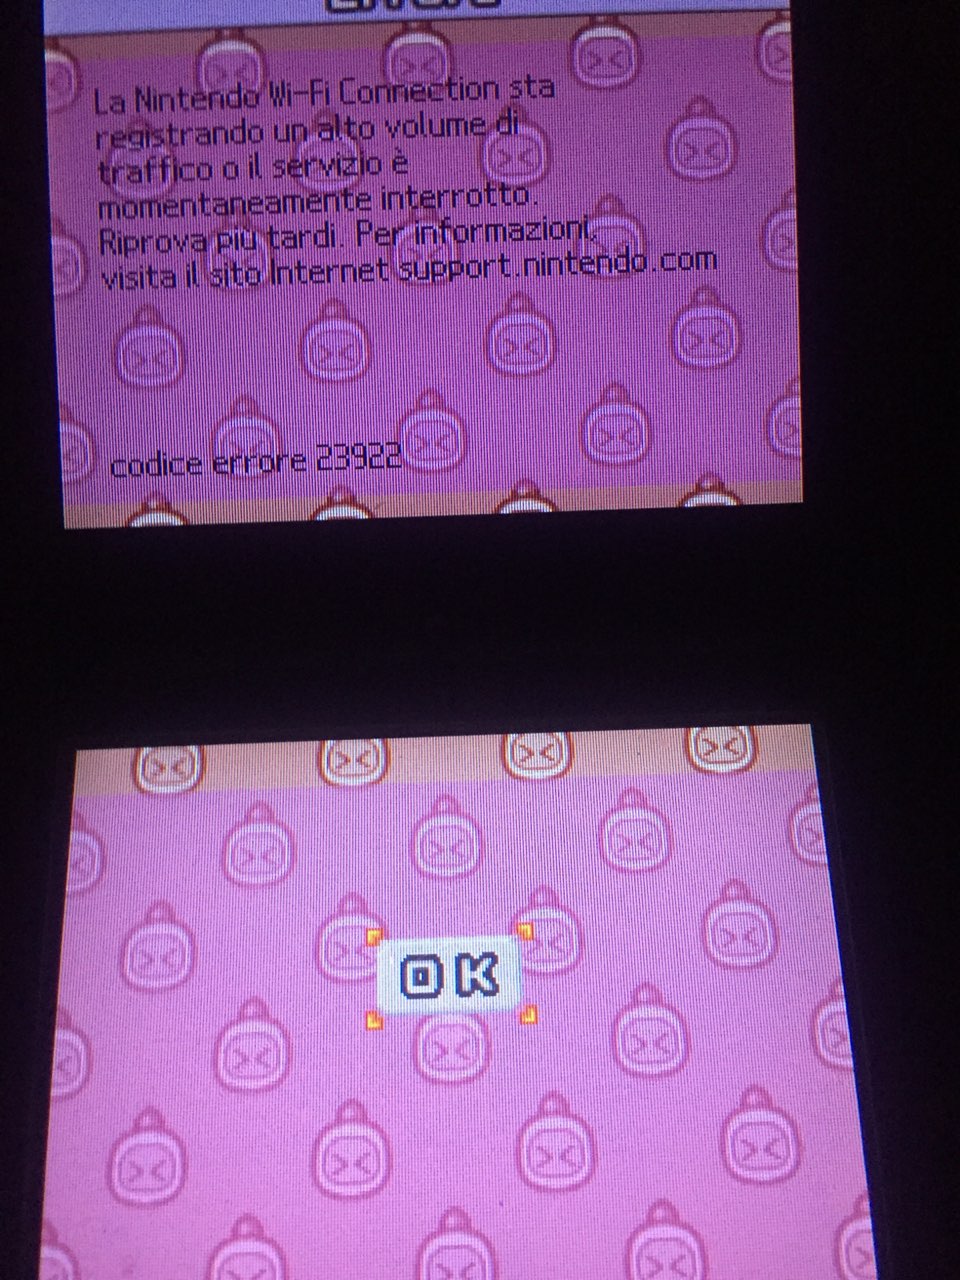 La Nintendo Wi-Fi Connection sta
registrando un alto volume di
traffico o il servizio è
momentaneamente interrotto.
Riprova più tardi. Per informazioni,
visita il sito Internet support.nintendo.com
codice errore 23922
OK